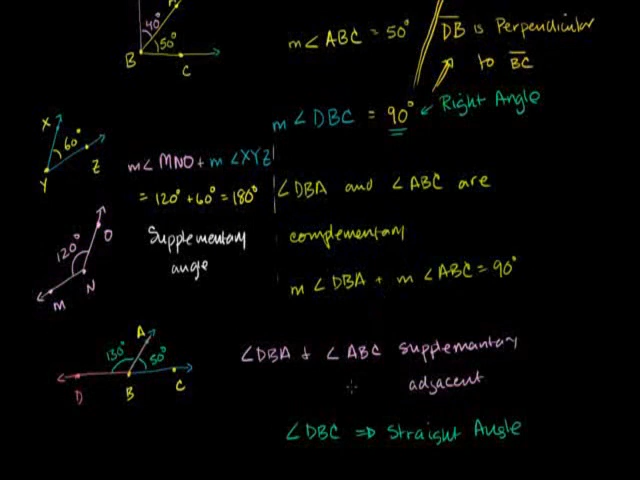 A
40°
50°
B
C
m∠ABC = 50°
DB is Perpendicular
to BC
m∠DBC = 90° ← Right Angle
X
60°
Y
Z
m∠MNO + m∠XYZ
= 120° + 60° = 180°
Supplementary
angle
∠DBA and ∠ABC are
complementary
m∠DBA + m∠ABC = 90°
120°
O
M
N
A
130°
50°
D
B
C
∠DBA + ∠ABC supplemantary
adjacent
∠DBC ⇒ Straight Angle